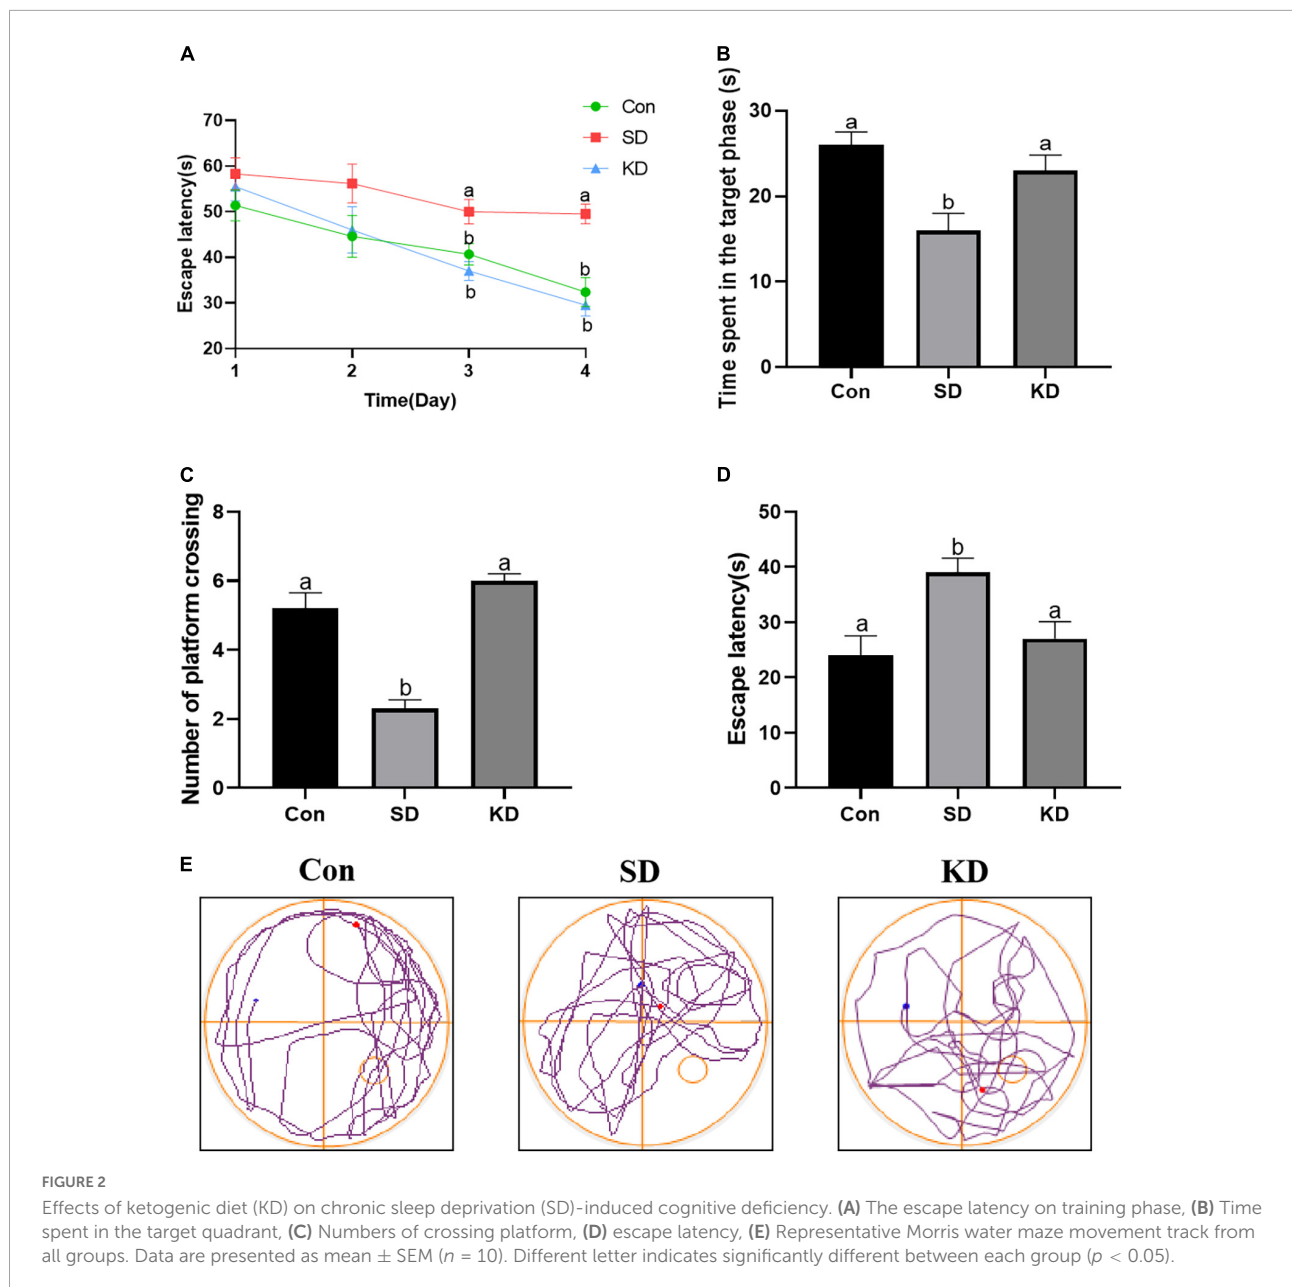 A
Escape latency(s)
70
60
50
40
30
20
a
a
b
b
b
b
1
2
3
4
Time(Day)
Con
SD
KD
B
Time spent in the target phase (s)
30
20
10
0
a
b
a
Con
SD
KD
C
Number of platform crossing
8
6
4
2
0
a
b
a
Con
SD
KD
D
Escape latency(s)
50
40
30
20
10
0
a
b
a
Con
SD
KD
E
Con
SD
KD
FIGURE 2
Effects of ketogenic diet (KD) on chronic sleep deprivation (SD)-induced cognitive deficiency. (A) The escape latency on training phase, (B) Time
spent in the target quadrant, (C) Numbers of crossing platform, (D) escape latency, (E) Representative Morris water maze movement track from
all groups. Data are presented as mean ± SEM (n = 10). Different letter indicates significantly different between each group (p < 0.05).